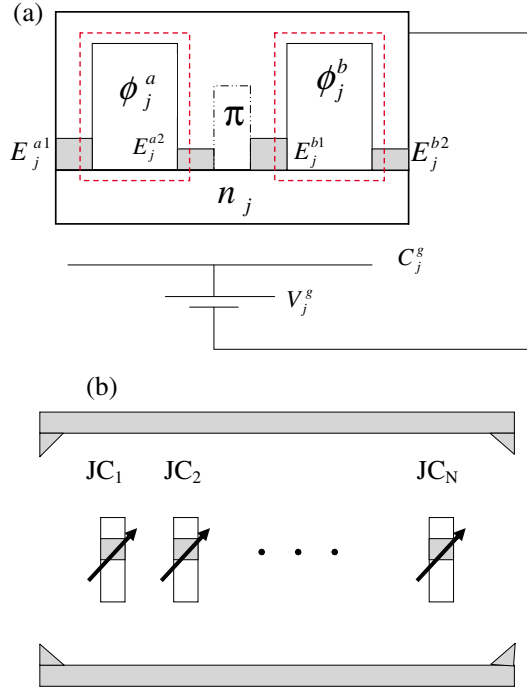 (a)
ϕ_j^a
ϕ_j^b
π
E_j^{a1}
E_j^{a2}
E_j^{b1}
E_j^{b2}
n_j
C_j^g
V_j^g
(b)
JC_1 JC_2 JC_N
. . .